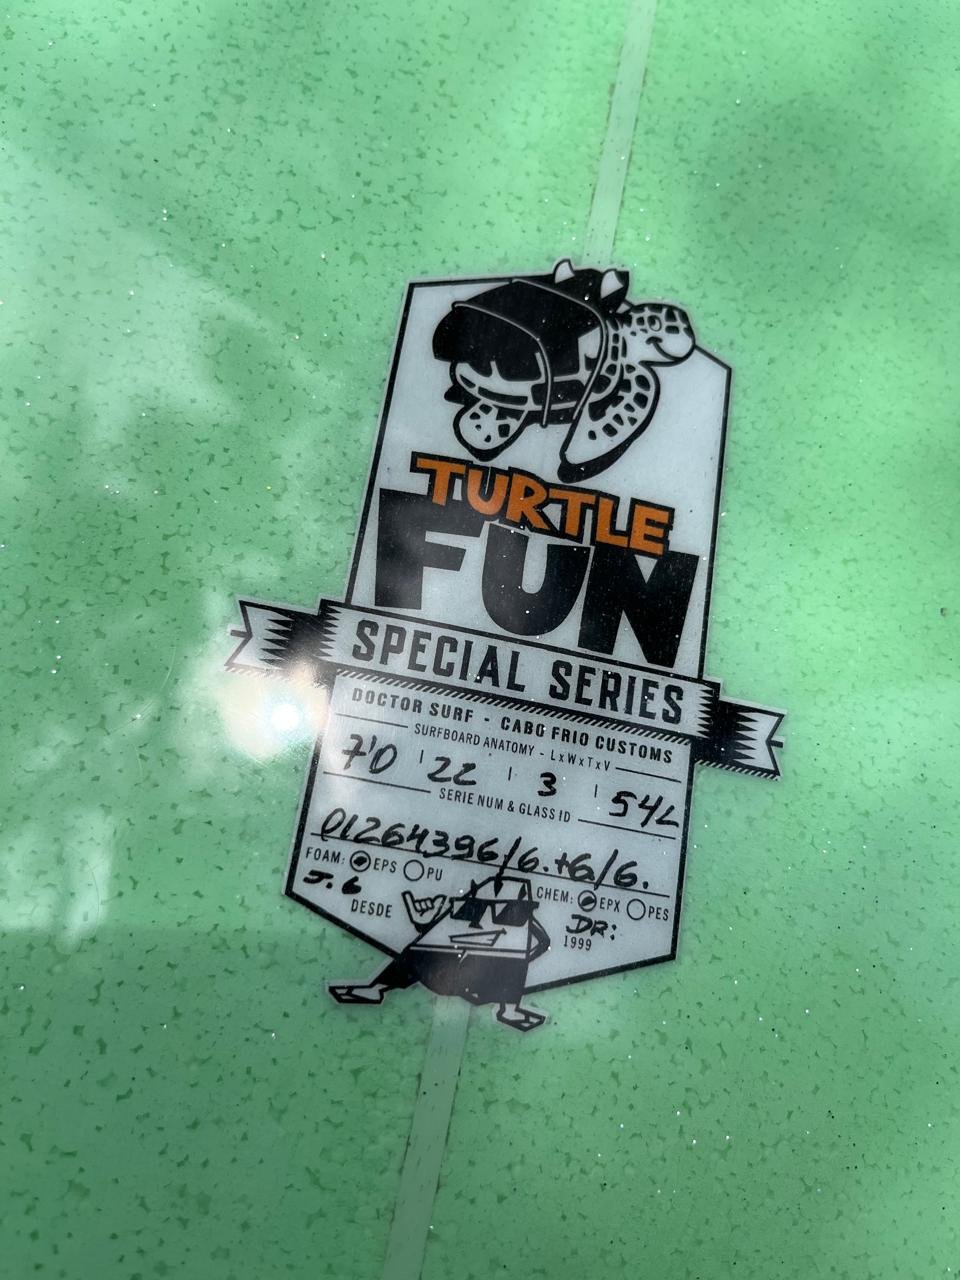 TURTLE
FUN
SPECIAL SERIES
DOCTOR SURF - CABO FRIO CUSTOMS
SURFBOARD ANATOMY - LxWxTxV
7'0 | 22 | 3 | 54L
SERIE NUM & GLASS ID
01264396/6.+6/6.
FOAM: EPS PU
CHEM: EPX PES
J. 6
DR:
DESDE
1999